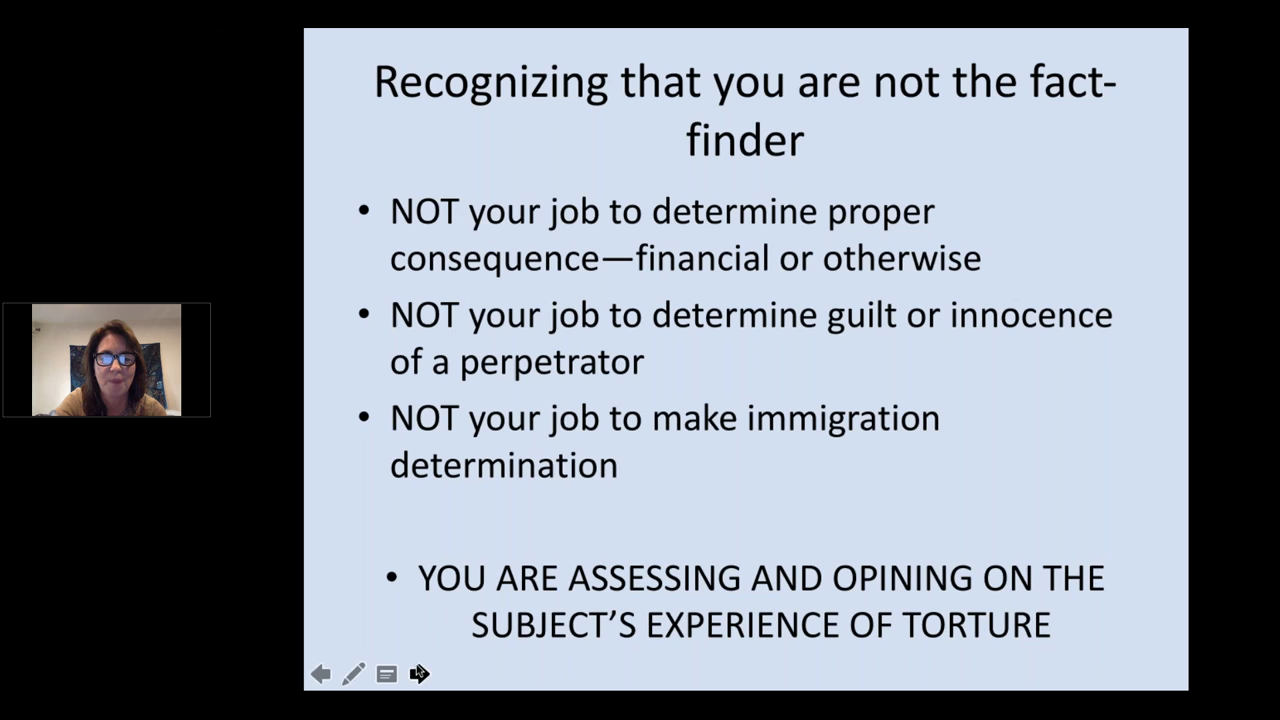 Recognizing that you are not the fact-
finder
• NOT your job to determine proper
consequence—financial or otherwise
• NOT your job to determine guilt or innocence
of a perpetrator
• NOT your job to make immigration
determination
• YOU ARE ASSESSING AND OPINING ON THE
SUBJECT’S EXPERIENCE OF TORTURE